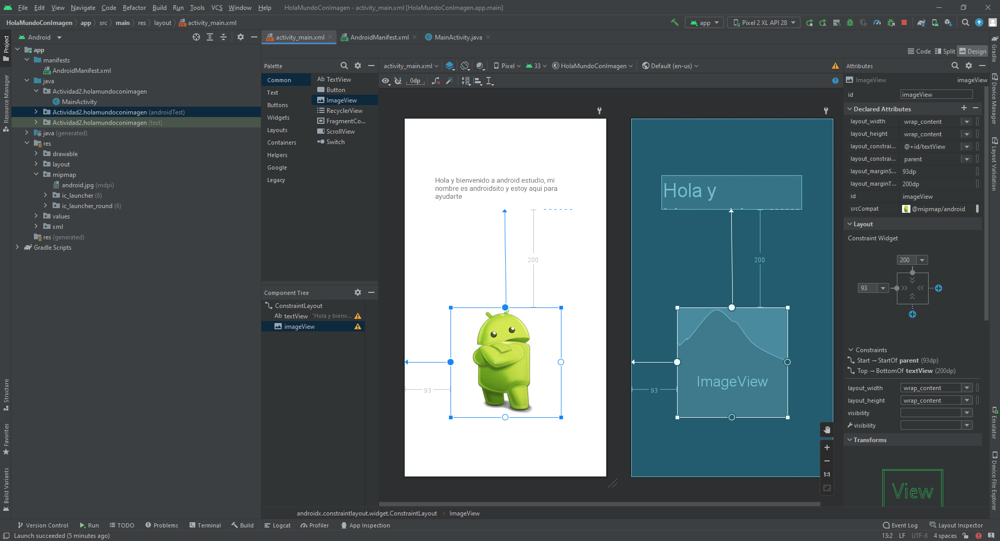 File Edit View Navigate Code Refactor Build Run Tools VCS Window Help HolaMundoConImagen - activity_main.xml [HolaMundoConImagen.app.main]
HolaMundoConImagen app src main res layout activity_main.xml app Pixel 2 XL API 28
Project
Resource Manager
Structure
Favorites
Build Variants
Android
app
manifests
AndroidManifest.xml
java
Actividad2.holamundoconimagen
MainActivity
Actividad2.holamundoconimagen (androidTest)
Actividad2.holamundoconimagen (test)
java (generated)
res
drawable
layout
mipmap
android.jpg (mdpi)
ic_launcher (6)
ic_launcher_round (6)
values
xml
res (generated)
Gradle Scripts
activity_main.xml AndroidManifest.xml MainActivity.java
Code Split Design
Palette
Common
Text
Buttons
Widgets
Layouts
Containers
Helpers
Google
Legacy
Ab TextView
Button
ImageView
RecyclerView
FragmentCo...
ScrollView
Switch
Component Tree
ConstraintLayout
Ab textView "Hola y bienv...
imageView
activity_main.xml Pixel 33 HolaMundoConImagen Default (en-us)
0dp
Hola y bienvenido a android estudio, mi
nombre es androidsito y estoy aqui para
ayudarte
200
93
Hola y
200
ImageView
93
1:1
Attributes
ImageView imageView
id imageView
Declared Attributes
layout_width wrap_content
layout_height wrap_content
layout_constrai... @+id/textView
layout_constrai... parent
layout_marginS... 93dp
layout_marginT... 200dp
id imageView
srcCompat @mipmap/android
Layout
Constraint Widget
200
93
Constraints
Start → StartOf parent (93dp)
Top → BottomOf textView (200dp)
layout_width wrap_content
layout_height wrap_content
visibility
visibility
Transforms
View
Gradle
Device Manager
Layout Validation
Emulator
Device File Explorer
androidx.constraintlayout.widget.ConstraintLayout ImageView
Version Control Run TODO Problems Terminal Build Logcat Profiler App Inspection Event Log Layout Inspector
Launch succeeded (5 minutes ago) 13:2 LF UTF-8 4 spaces